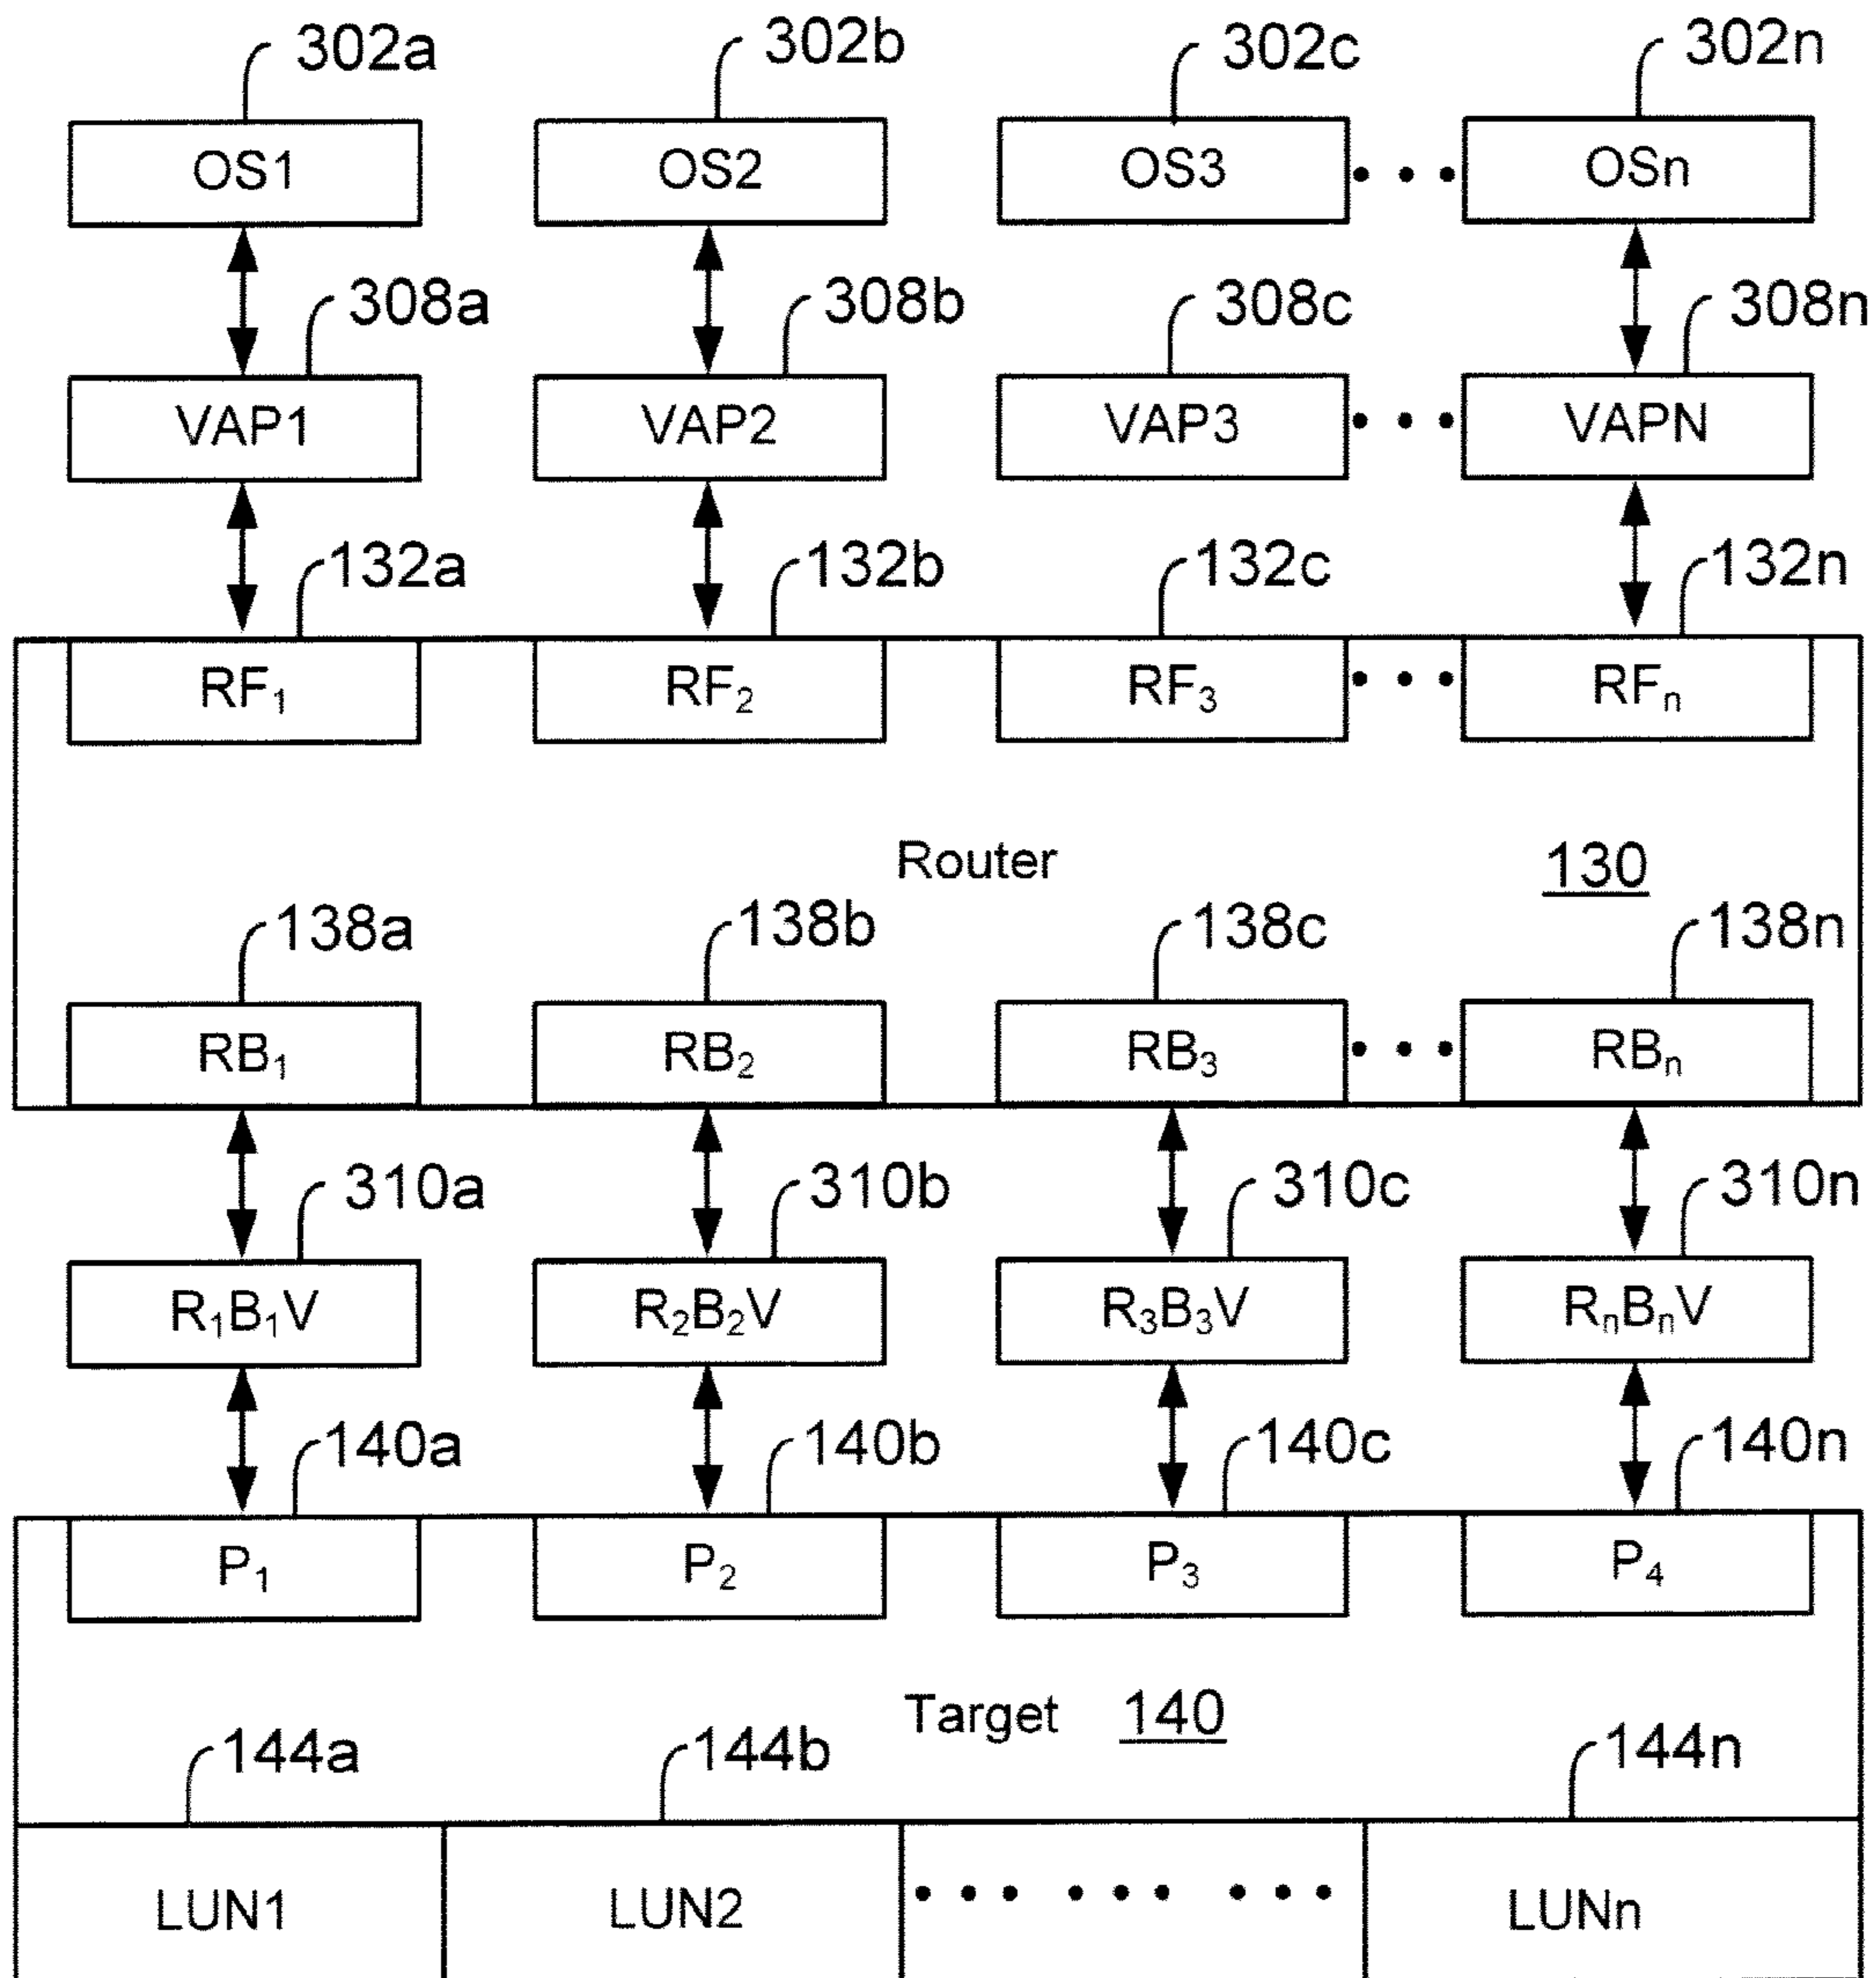 302a 302b 302c 302n
OS1 OS2 OS3 • • • OSn
308a 308b 308c 308n
VAP1 VAP2 VAP3 • • • VAPN
132a 132b 132c 132n
RF₁ RF₂ RF₃ • • • RFₙ
Router 130
138a 138b 138c 138n
RB₁ RB₂ RB₃ • • • RBₙ
310a 310b 310c 310n
R₁B₁V R₂B₂V R₃B₃V RₙBₙV
140a 140b 140c 140n
P₁ P₂ P₃ P₄
Target 140
144a 144b 144n
LUN1 LUN2 • • • • • • • • • LUNn